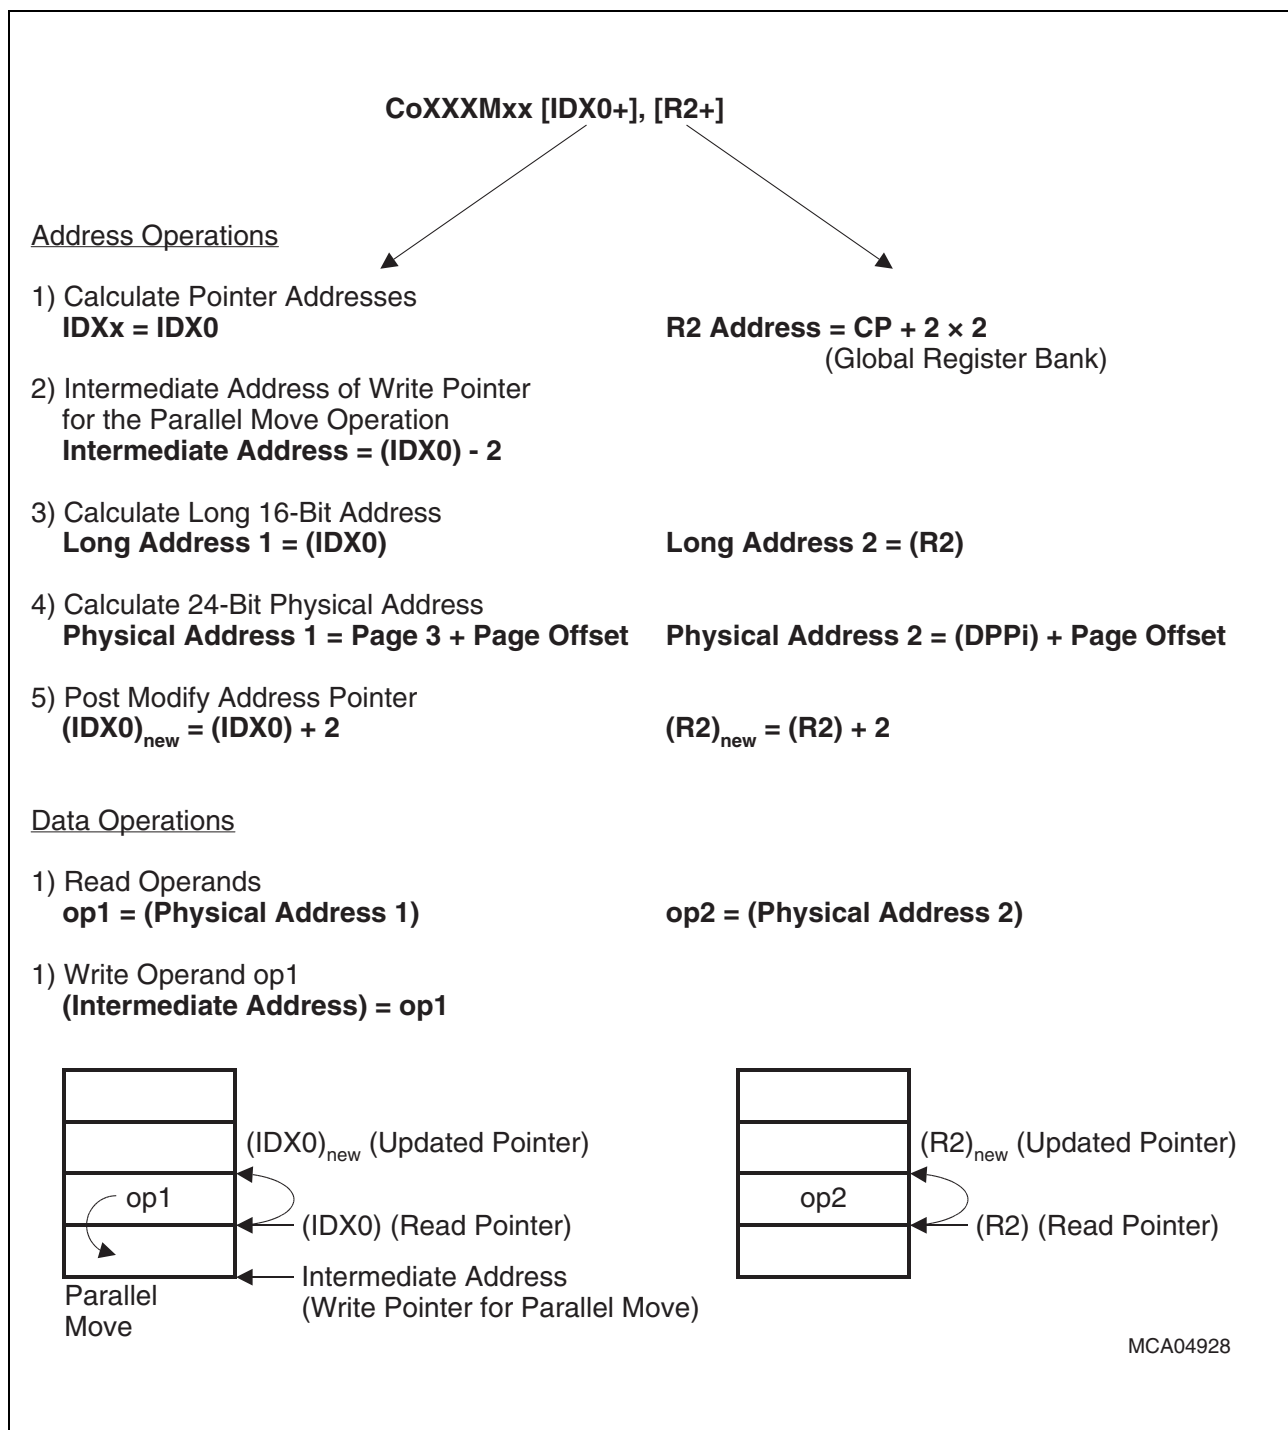 CoXXXMxx [IDX0+], [R2+]
Address Operations
1) Calculate Pointer Addresses
IDXx = IDX0
R2 Address = CP + 2 × 2
(Global Register Bank)
2) Intermediate Address of Write Pointer
for the Parallel Move Operation
Intermediate Address = (IDX0) - 2
3) Calculate Long 16-Bit Address
Long Address 1 = (IDX0)
Long Address 2 = (R2)
4) Calculate 24-Bit Physical Address
Physical Address 1 = Page 3 + Page Offset
Physical Address 2 = (DPPi) + Page Offset
5) Post Modify Address Pointer
(IDX0)new = (IDX0) + 2
(R2)new = (R2) + 2
Data Operations
1) Read Operands
op1 = (Physical Address 1)
op2 = (Physical Address 2)
1) Write Operand op1
(Intermediate Address) = op1
(IDX0)new (Updated Pointer)
op1
(IDX0) (Read Pointer)
Intermediate Address
(Write Pointer for Parallel Move)
Parallel
Move
(R2)new (Updated Pointer)
op2
(R2) (Read Pointer)
MCA04928